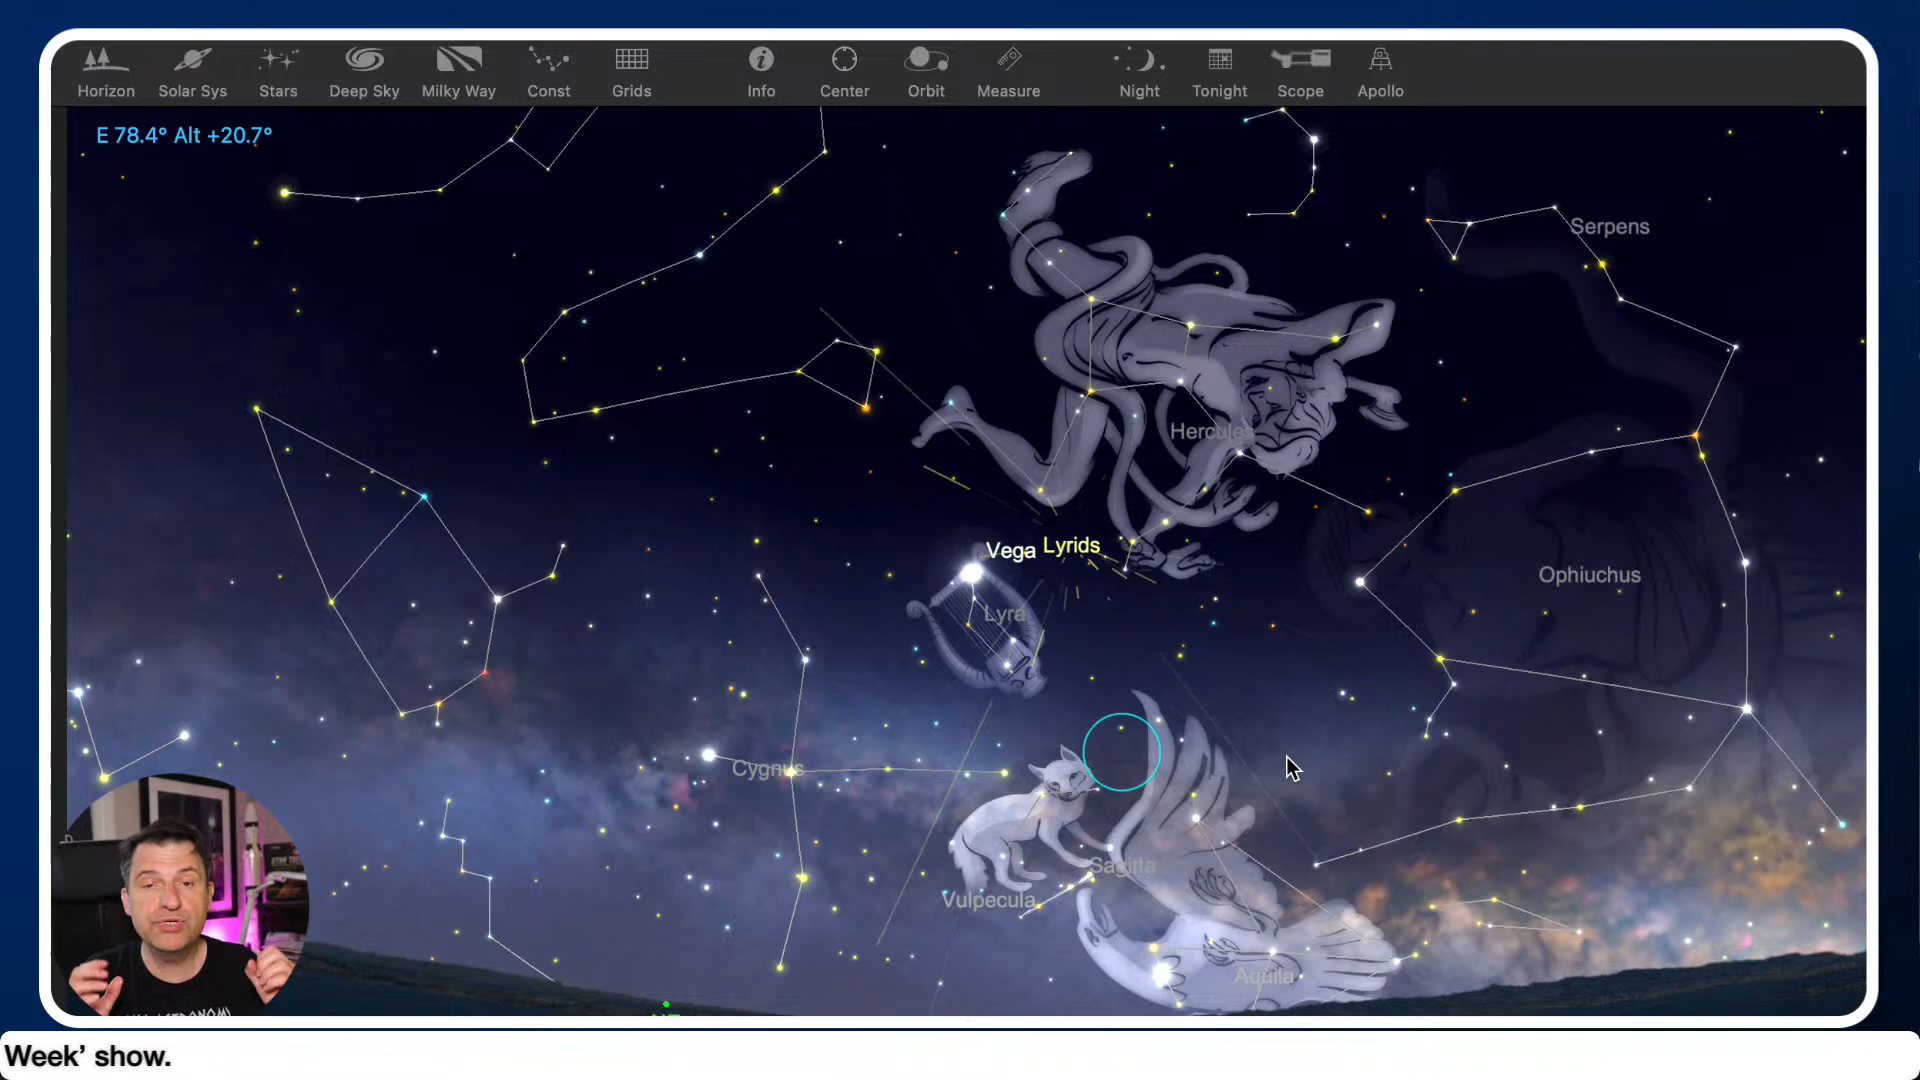 Horizon Solar Sys Stars Deep Sky Milky Way Const Grids Info Center Orbit Measure Night Tonight Scope Apollo
E 78.4° Alt +20.7°
Serpens
Hercules
Vega Lyrids
Ophiuchus
Lyra
Cygnus
Sagitta
Vulpecula
Aquila
Week’ show.